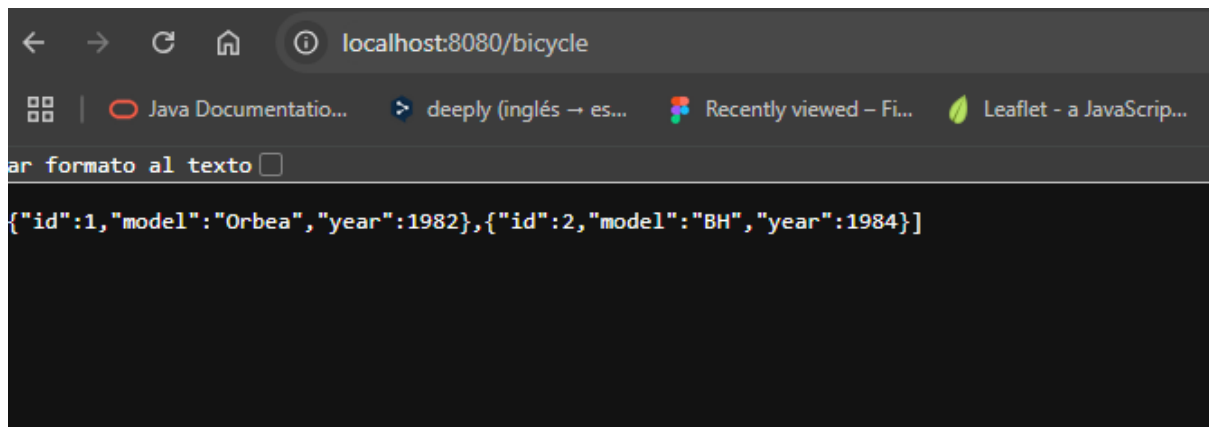 localhost:8080/bicycle
Java Documentatio... deeply (inglés → es... Recently viewed – Fi... Leaflet - a JavaScrip...
ar formato al texto
{"id":1,"model":"Orbea","year":1982},{"id":2,"model":"BH","year":1984}]